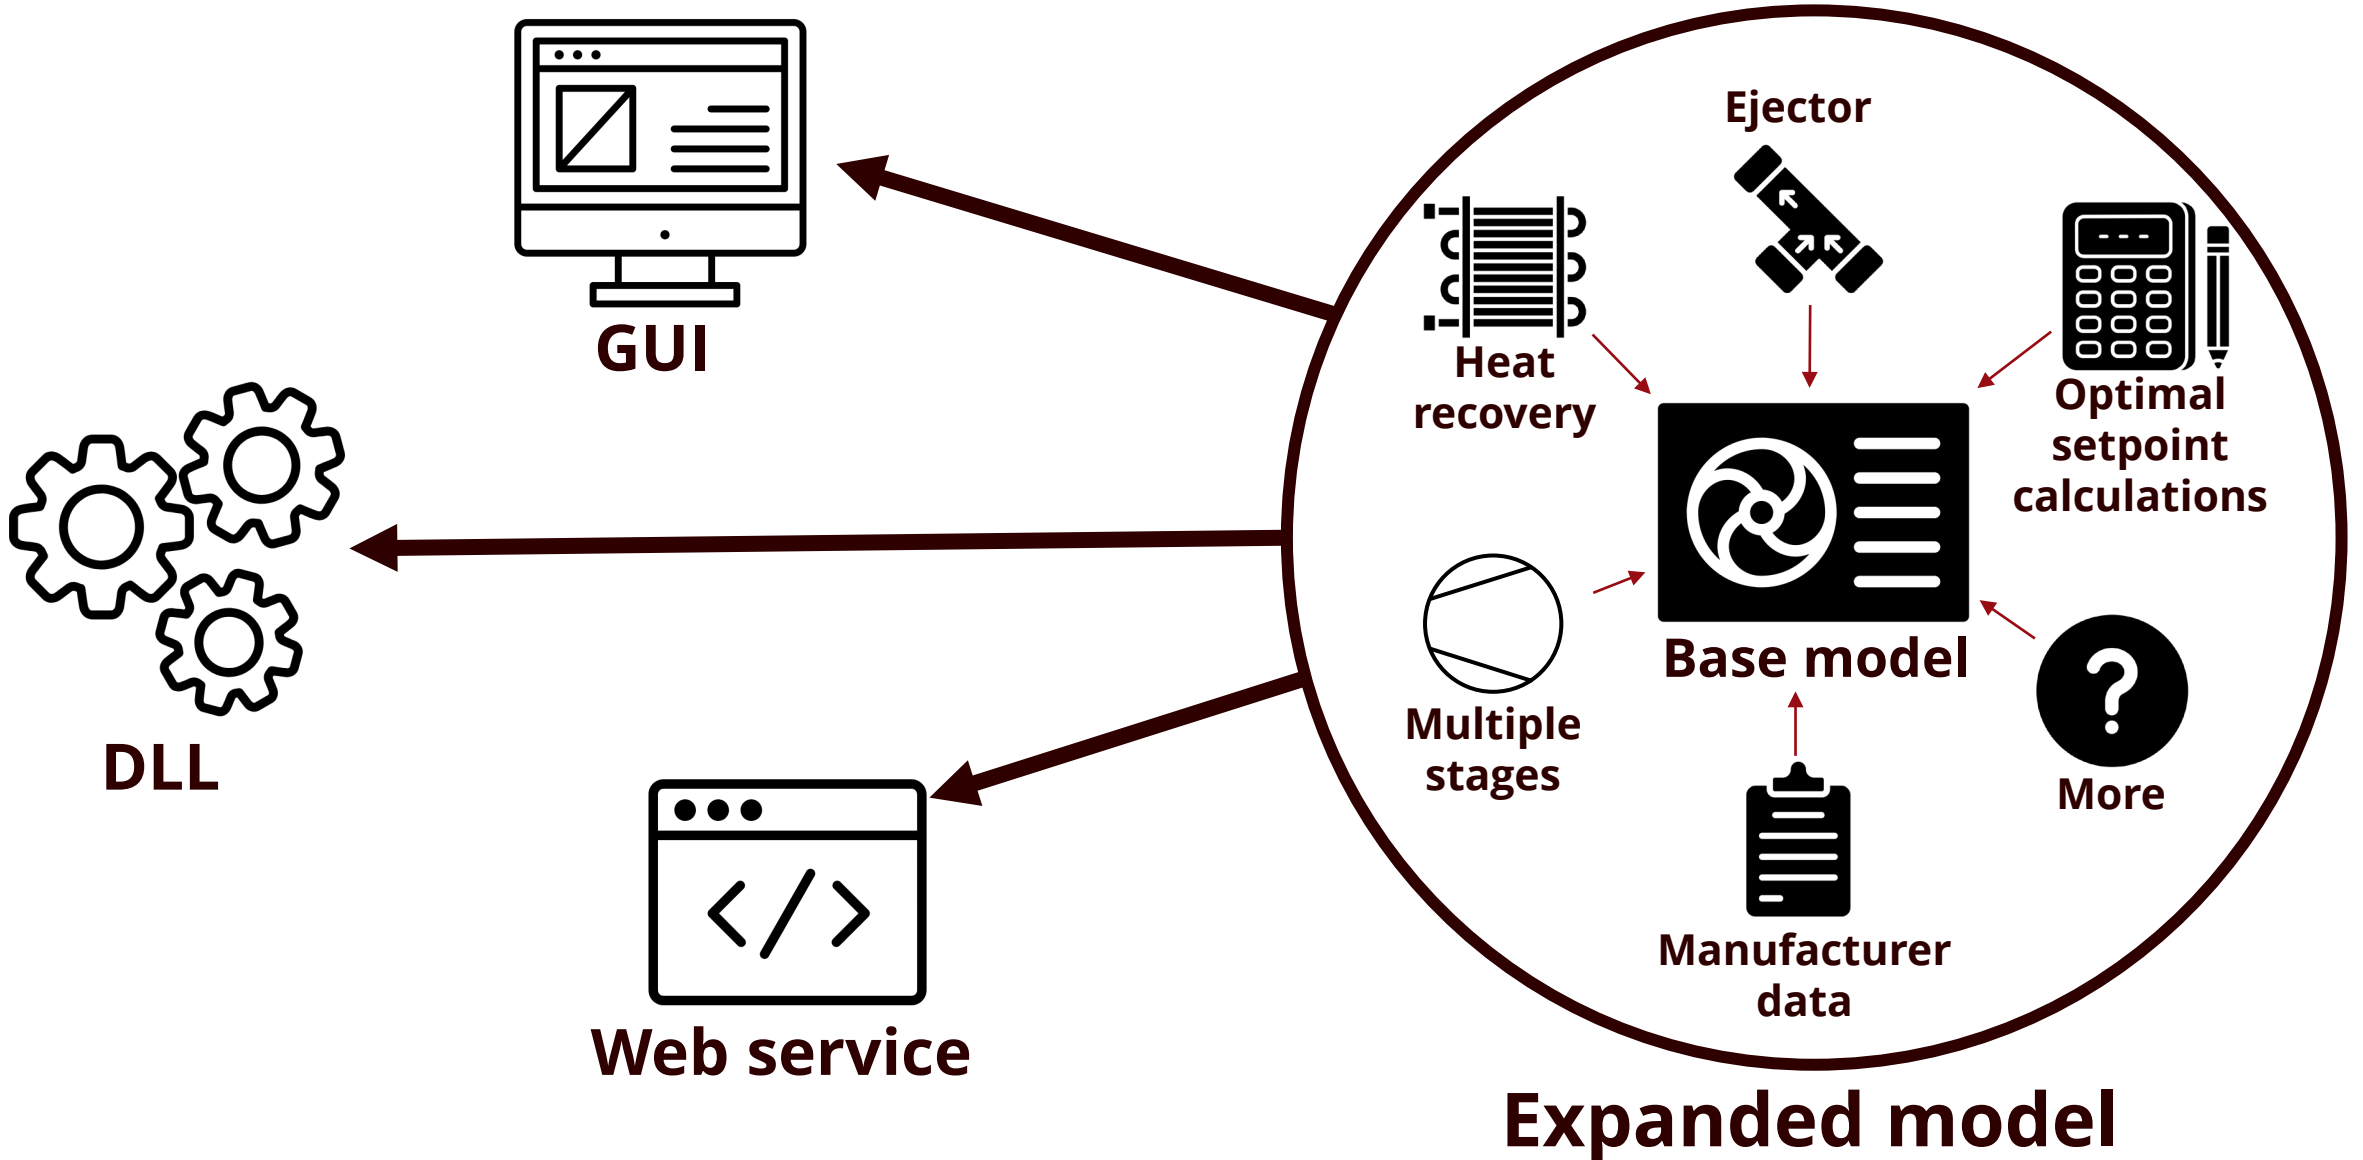 GUI
DLL
Web service
Ejector
Heat
recovery
Optimal
setpoint
calculations
Base model
Multiple
stages
More
Manufacturer
data
Expanded model